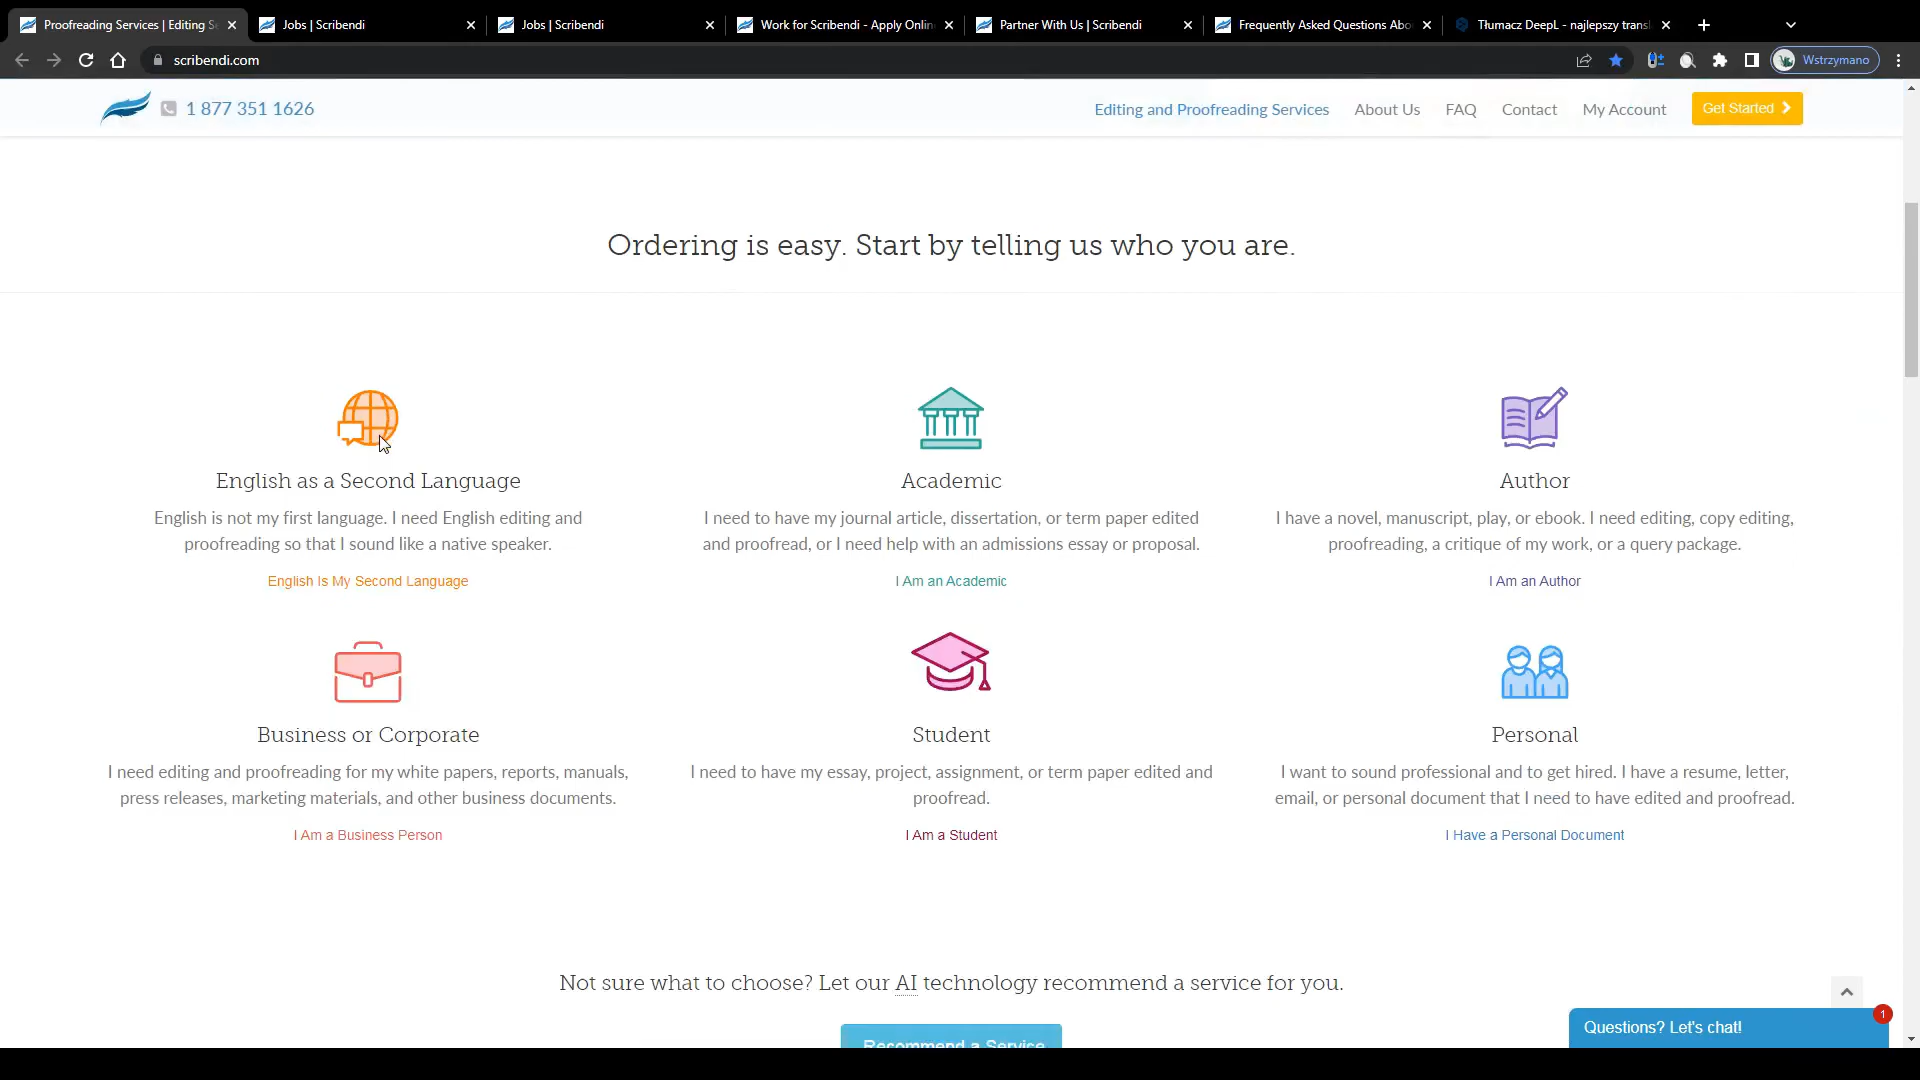 Proofreading Services | Editing Se
Jobs | Scribendi
Jobs | Scribendi
Work for Scribendi - Apply Onlin
Partner With Us | Scribendi
Frequently Asked Questions Abo
Tłumacz DeepL - najlepszy transl
scribendi.com
Wstrzymano
1 877 351 1626
Editing and Proofreading Services
About Us
FAQ
Contact
My Account
Get Started
Ordering is easy. Start by telling us who you are.
English as a Second Language
English is not my first language. I need English editing and
proofreading so that I sound like a native speaker.
English Is My Second Language
Academic
I need to have my journal article, dissertation, or term paper edited
and proofread, or I need help with an admissions essay or proposal.
I Am an Academic
Author
I have a novel, manuscript, play, or ebook. I need editing, copy editing,
proofreading, a critique of my work, or a query package.
I Am an Author
Business or Corporate
I need editing and proofreading for my white papers, reports, manuals,
press releases, marketing materials, and other business documents.
I Am a Business Person
Student
I need to have my essay, project, assignment, or term paper edited and
proofread.
I Am a Student
Personal
I want to sound professional and to get hired. I have a resume, letter,
email, or personal document that I need to have edited and proofread.
I Have a Personal Document
Not sure what to choose? Let our AI technology recommend a service for you.
Recommend a Service
Questions? Let's chat!
1